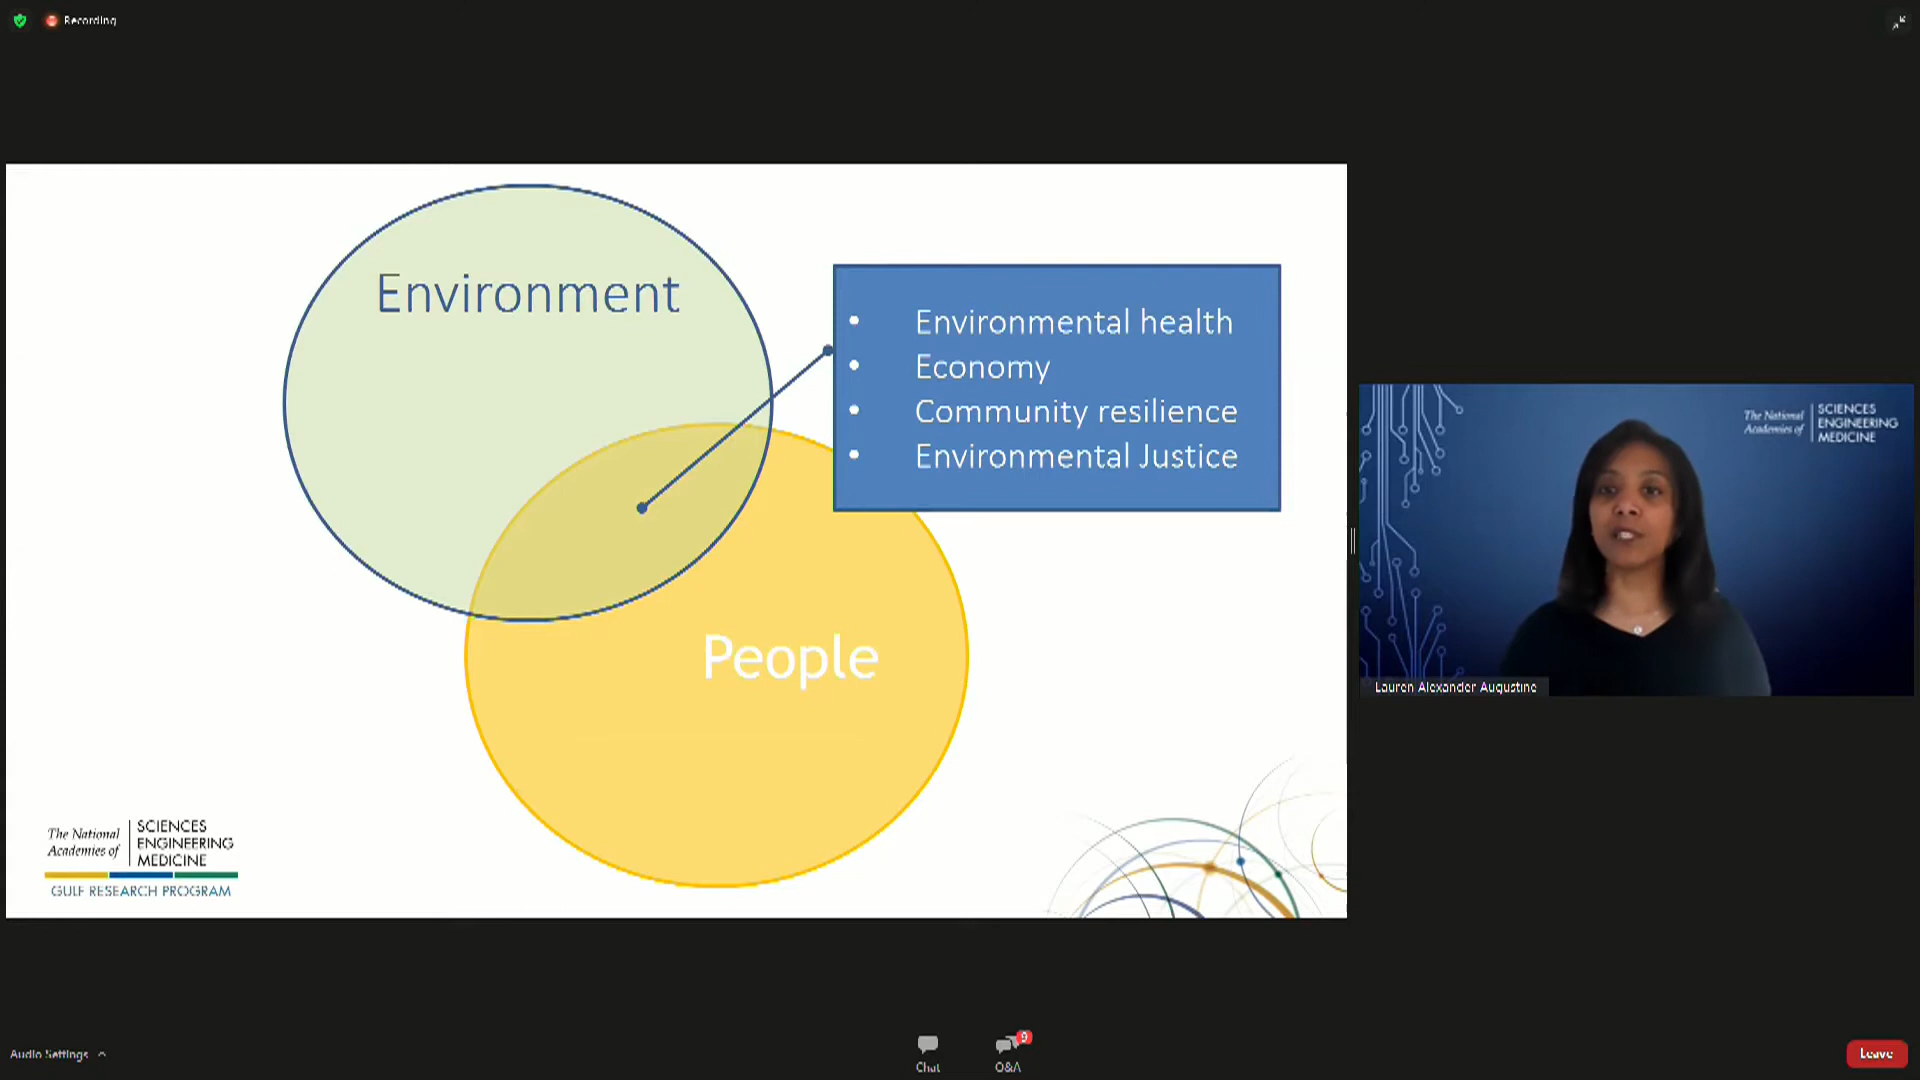 Recording
Environment
• Environmental health
• Economy
• Community resilience
• Environmental Justice
People
The National
Academies of
SCIENCES
ENGINEERING
MEDICINE
GULF RESEARCH PROGRAM
The National
Academies of
SCIENCES
ENGINEERING
MEDICINE
Lauren Alexander Augustine
Audio Settings
Chat
9
Q&A
Leave